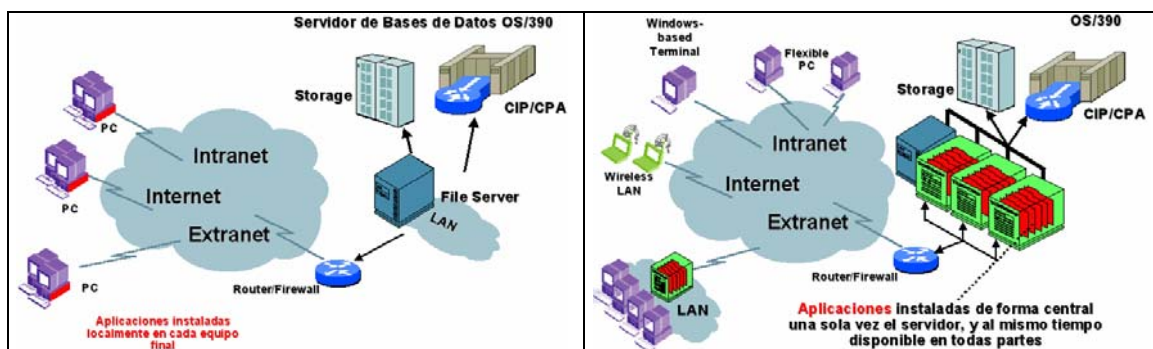 Servidor de Bases de Datos OS/390
Storage
CIP/CPA
PC
Intranet
PC
Internet
File Server
LAN
Extranet
PC
Router/Firewall
Aplicaciones instaladas
localmente en cada equipo
final
OS/390
Windows-
based
Terminal
Flexible
PC
Storage
CIP/CPA
Intranet
Wireless
LAN
Internet
Extranet
Router/Firewall
LAN
Aplicaciones instaladas de forma central
una sola vez el servidor, y al mismo tiempo
disponible en todas partes